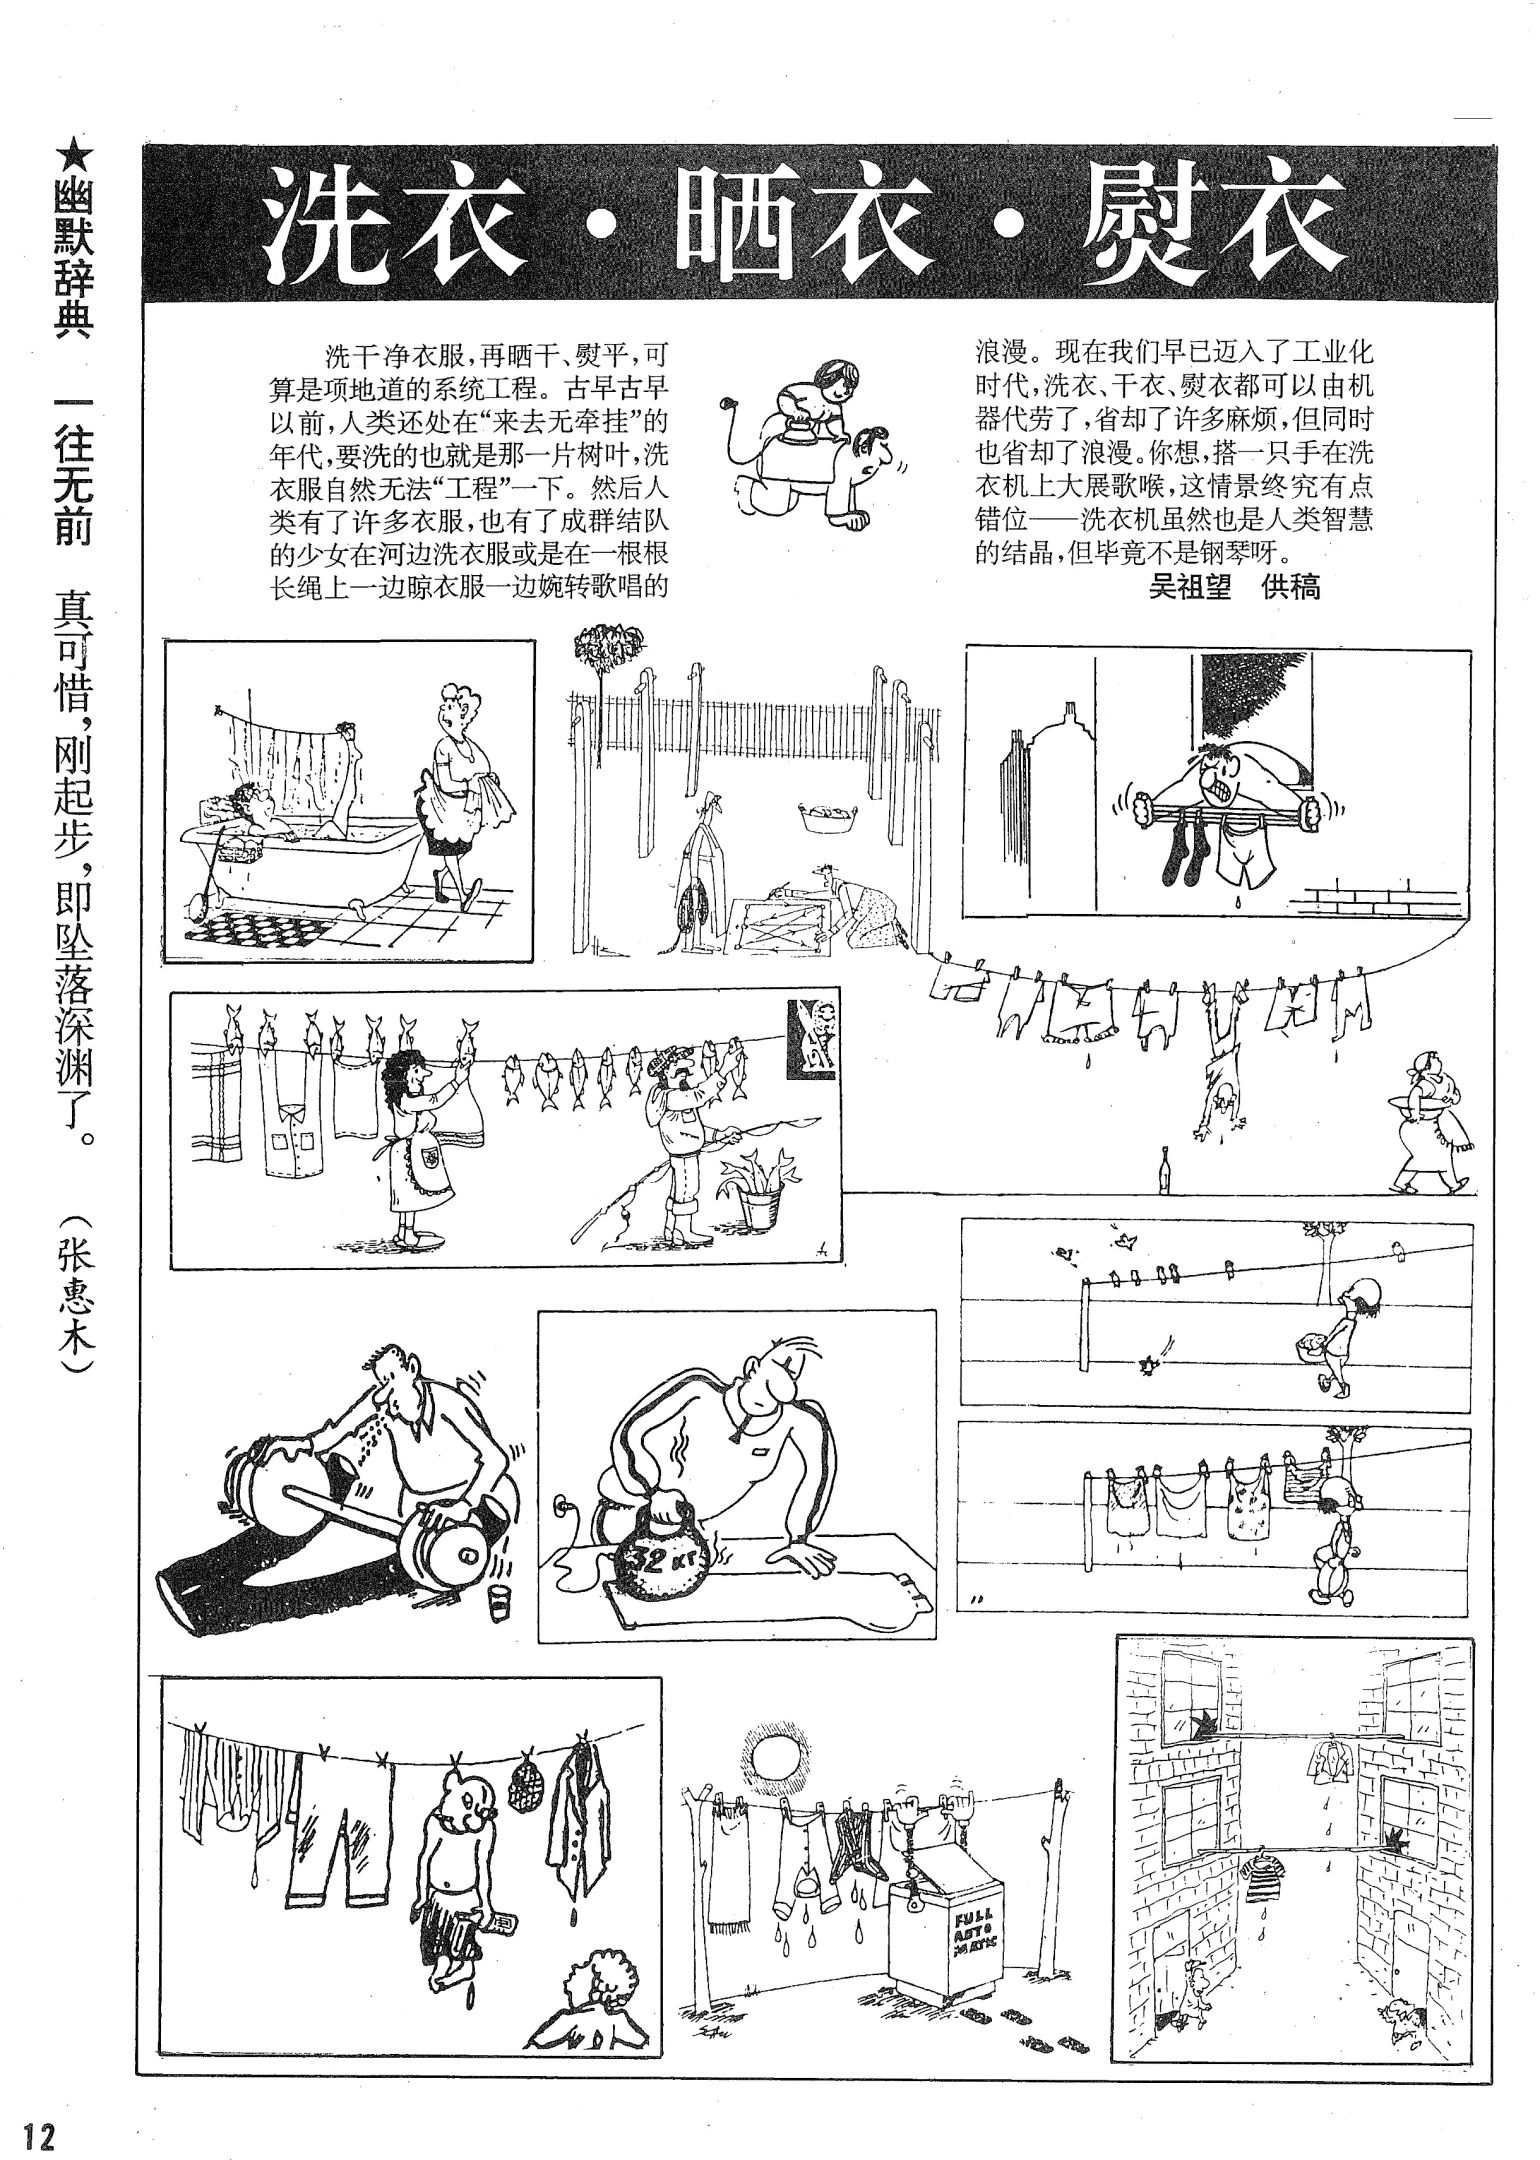 洗衣·晒衣·熨衣
洗干净衣服，再晒干、熨平，可
算是项地道的系统工程。古早古早
以前，人类还处在“来去无牵挂”的
年代，要洗的也就是那一片树叶，洗
衣服自然无法“工程”一下。然后人
类有了许多衣服，也有了成群结队
的少女在河边洗衣服或是在一根根
长绳上一边晾衣服一边婉转歌唱的
浪漫。现在我们早已迈入了工业化
时代，洗衣、干衣、熨衣都可以由机
器代劳了，省却了许多麻烦，但同时
也省却了浪漫。你想，搭一只手在洗
衣机上大展歌喉，这情景终究有点
错位——洗衣机虽然也是人类智慧
的结晶，但毕竟不是钢琴呀。
吴祖望　供稿
32 КГ
FULL
AUTO
MATIC
★幽默辞典　一往无前　真可惜，刚起步，即坠落深渊了。　（张惠木）
12